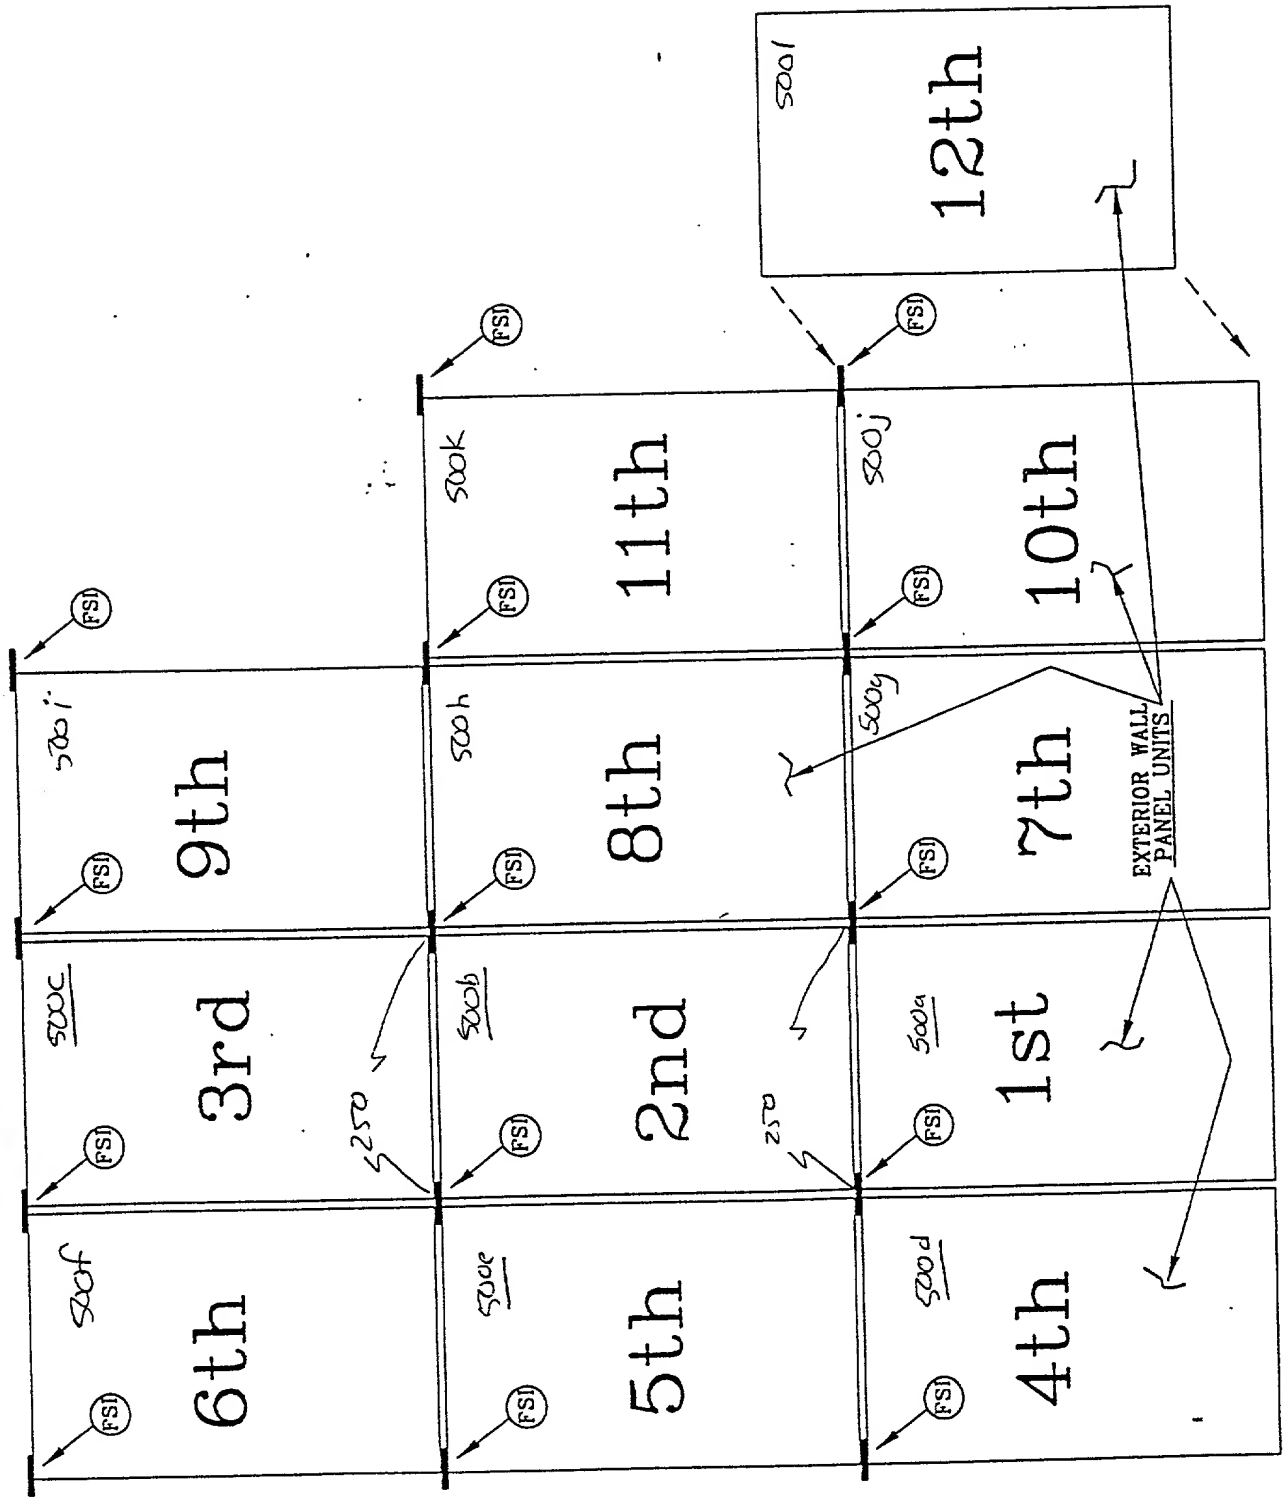 FSI FSI FSI FSI
500f 500c 500i
6th 3rd 9th
250
FSI FSI FSI FSI FSI
500e 500b 500h 500k
5th 2nd 8th 11th
250
FSI FSI FSI FSI FSI
500d 500a 500g 500j 500l
4th 1st 7th 10th 12th
EXTERIOR WALL
PANEL UNITS